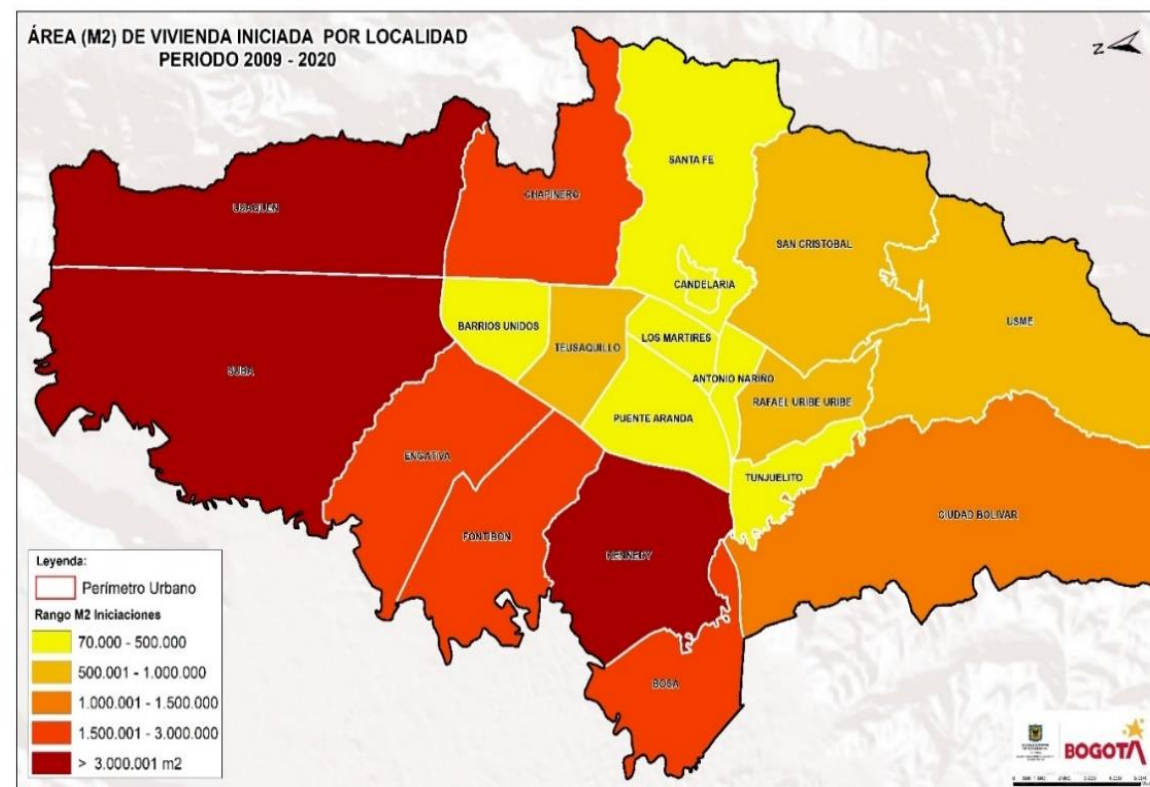 ÁREA (M2) DE VIVIENDA INICIADA POR LOCALIDAD
PERIODO 2009 - 2020
Z
SANTA FE
USAQUEN
CHAPINERO
SAN CRISTOBAL
CANDELARIA
USME
BARRIOS UNIDOS
LOS MARTIRES
TEUSAQUILLO
SUBA
ANTONIO NARIÑO
RAFAEL URIBE URIBE
PUENTE ARANDA
ENGATIVA
TUNJUELITO
CIUDAD BOLIVAR
FONTIBON
KENNEDY
BOSA
Leyenda:
Perímetro Urbano
Rango M2 Iniciaciones
70.000 - 500.000
500.001 - 1.000.000
1.000.001 - 1.500.000
1.500.001 - 3.000.000
> 3.000.001 m2
BOGOTA